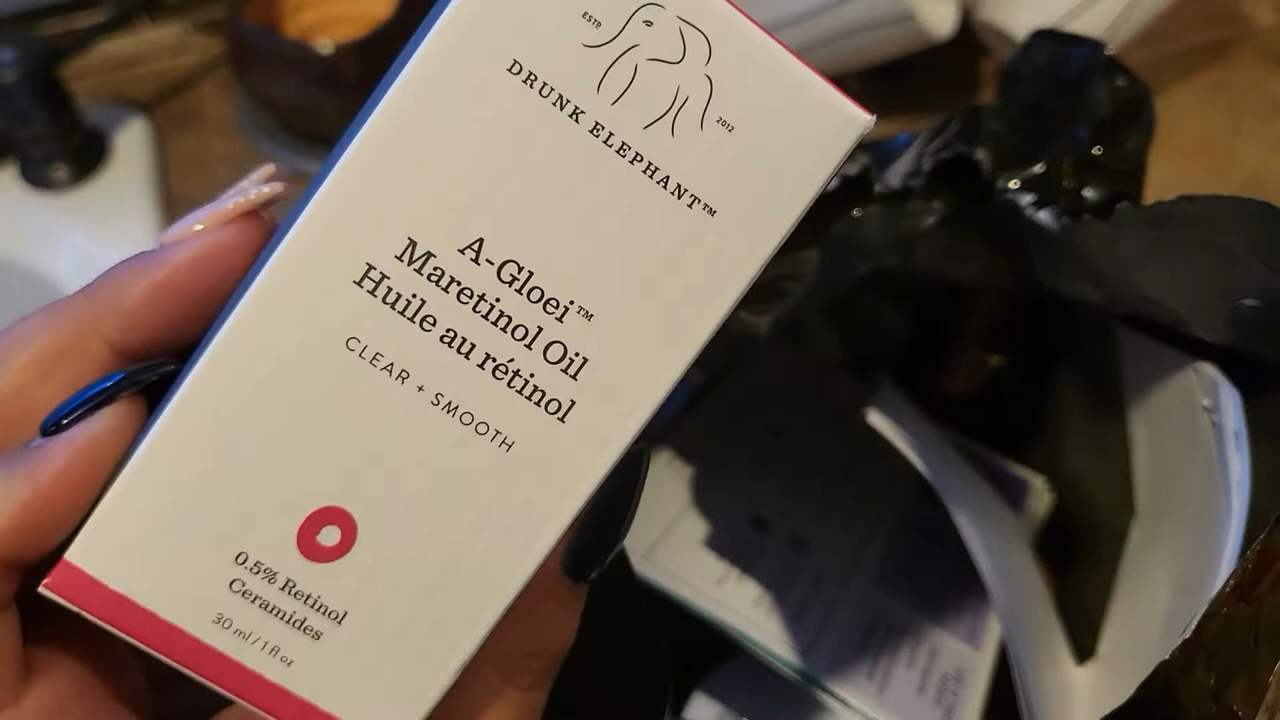 ESTD.
2012
DRUNK ELEPHANT™
A-Gloei™
Maretinol Oil
Huile au rétinol
CLEAR + SMOOTH
0.5% Retinol
Ceramides
30 ml / 1 fl oz